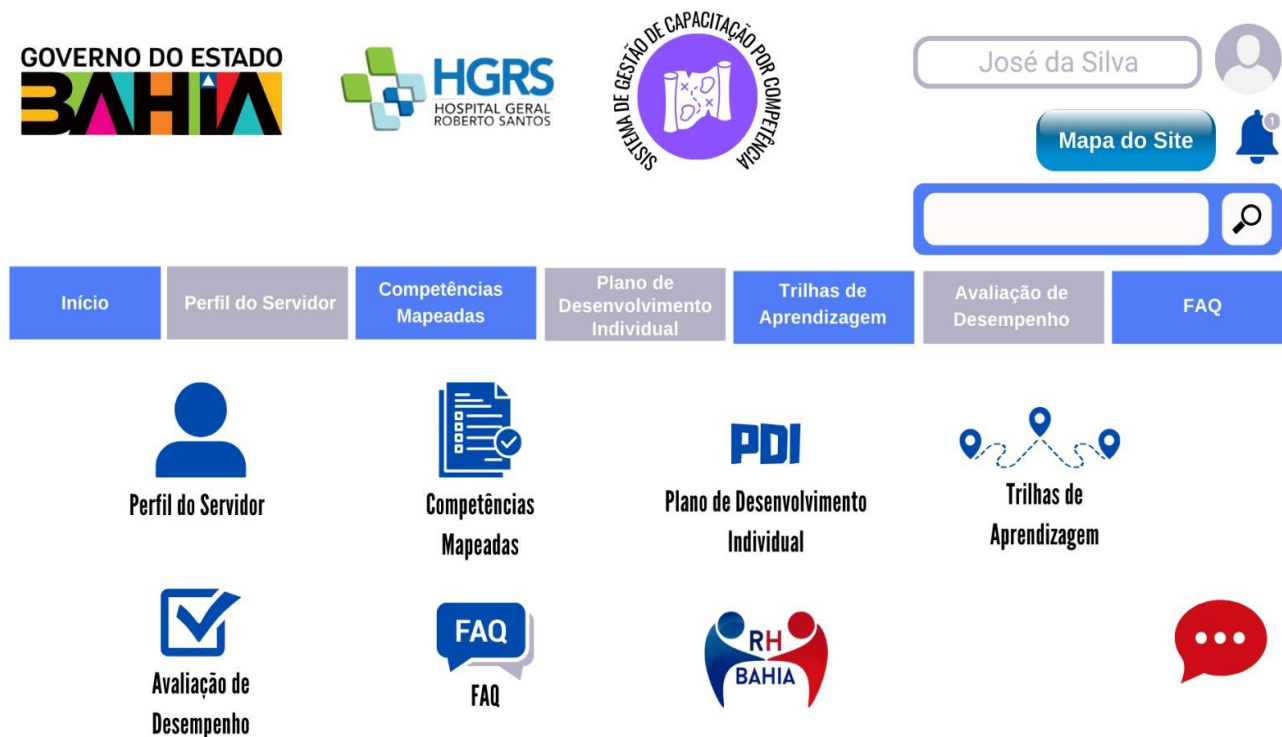 GOVERNO DO ESTADO
BAHIA
HGRS
HOSPITAL GERAL
ROBERTO SANTOS
SISTEMA DE GESTÃO DE CAPACITAÇÃO POR COMPETÊNCIA
José da Silva
Mapa do Site
1
Início
Perfil do Servidor
Competências
Mapeadas
Plano de
Desenvolvimento
Individual
Trilhas de
Aprendizagem
Avaliação de
Desempenho
FAQ
Perfil do Servidor
Competências
Mapeadas
PDI
Plano de Desenvolvimento
Individual
Trilhas de
Aprendizagem
Avaliação de
Desempenho
FAQ
FAQ
RH
BAHIA